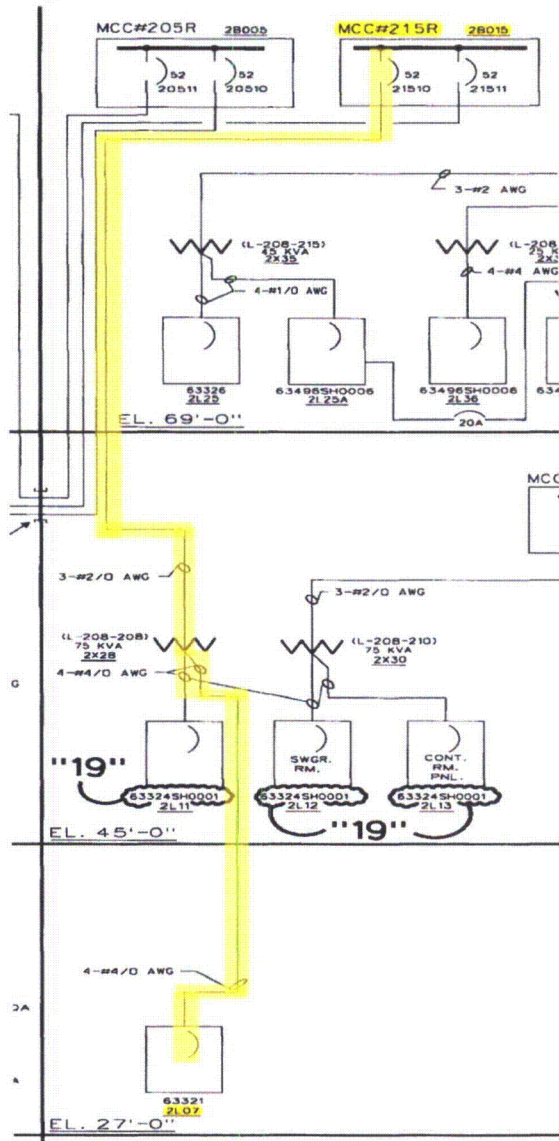 MCC#205R 2B005
MCC#215R 2B015
52
20511
52
20510
52
21510
52
21511
3-#2 AWG
(L-208-215)
45 KVA
2X35
(L-208
4-#1/0 AWG
4-#4 AWG
63326
2L25
63496SH0006
2L25A
63496SH0006
2L36
634
20A
EL. 69'-0"
MCC
3-#2/0 AWG
3-#2/0 AWG
(L-208-208)
75 KVA
2X28
(L-208-210)
75 KVA
2X30
4-#4/0 AWG
G
SWGR.
RM.
CONT.
RM.
PNL.
"19"
63324SH0001
2L11
63324SH0001
2L12
63324SH0001
2L13
"19"
EL. 45'-0"
4-#4/0 AWG
63321
2L07
EL. 27'-0"